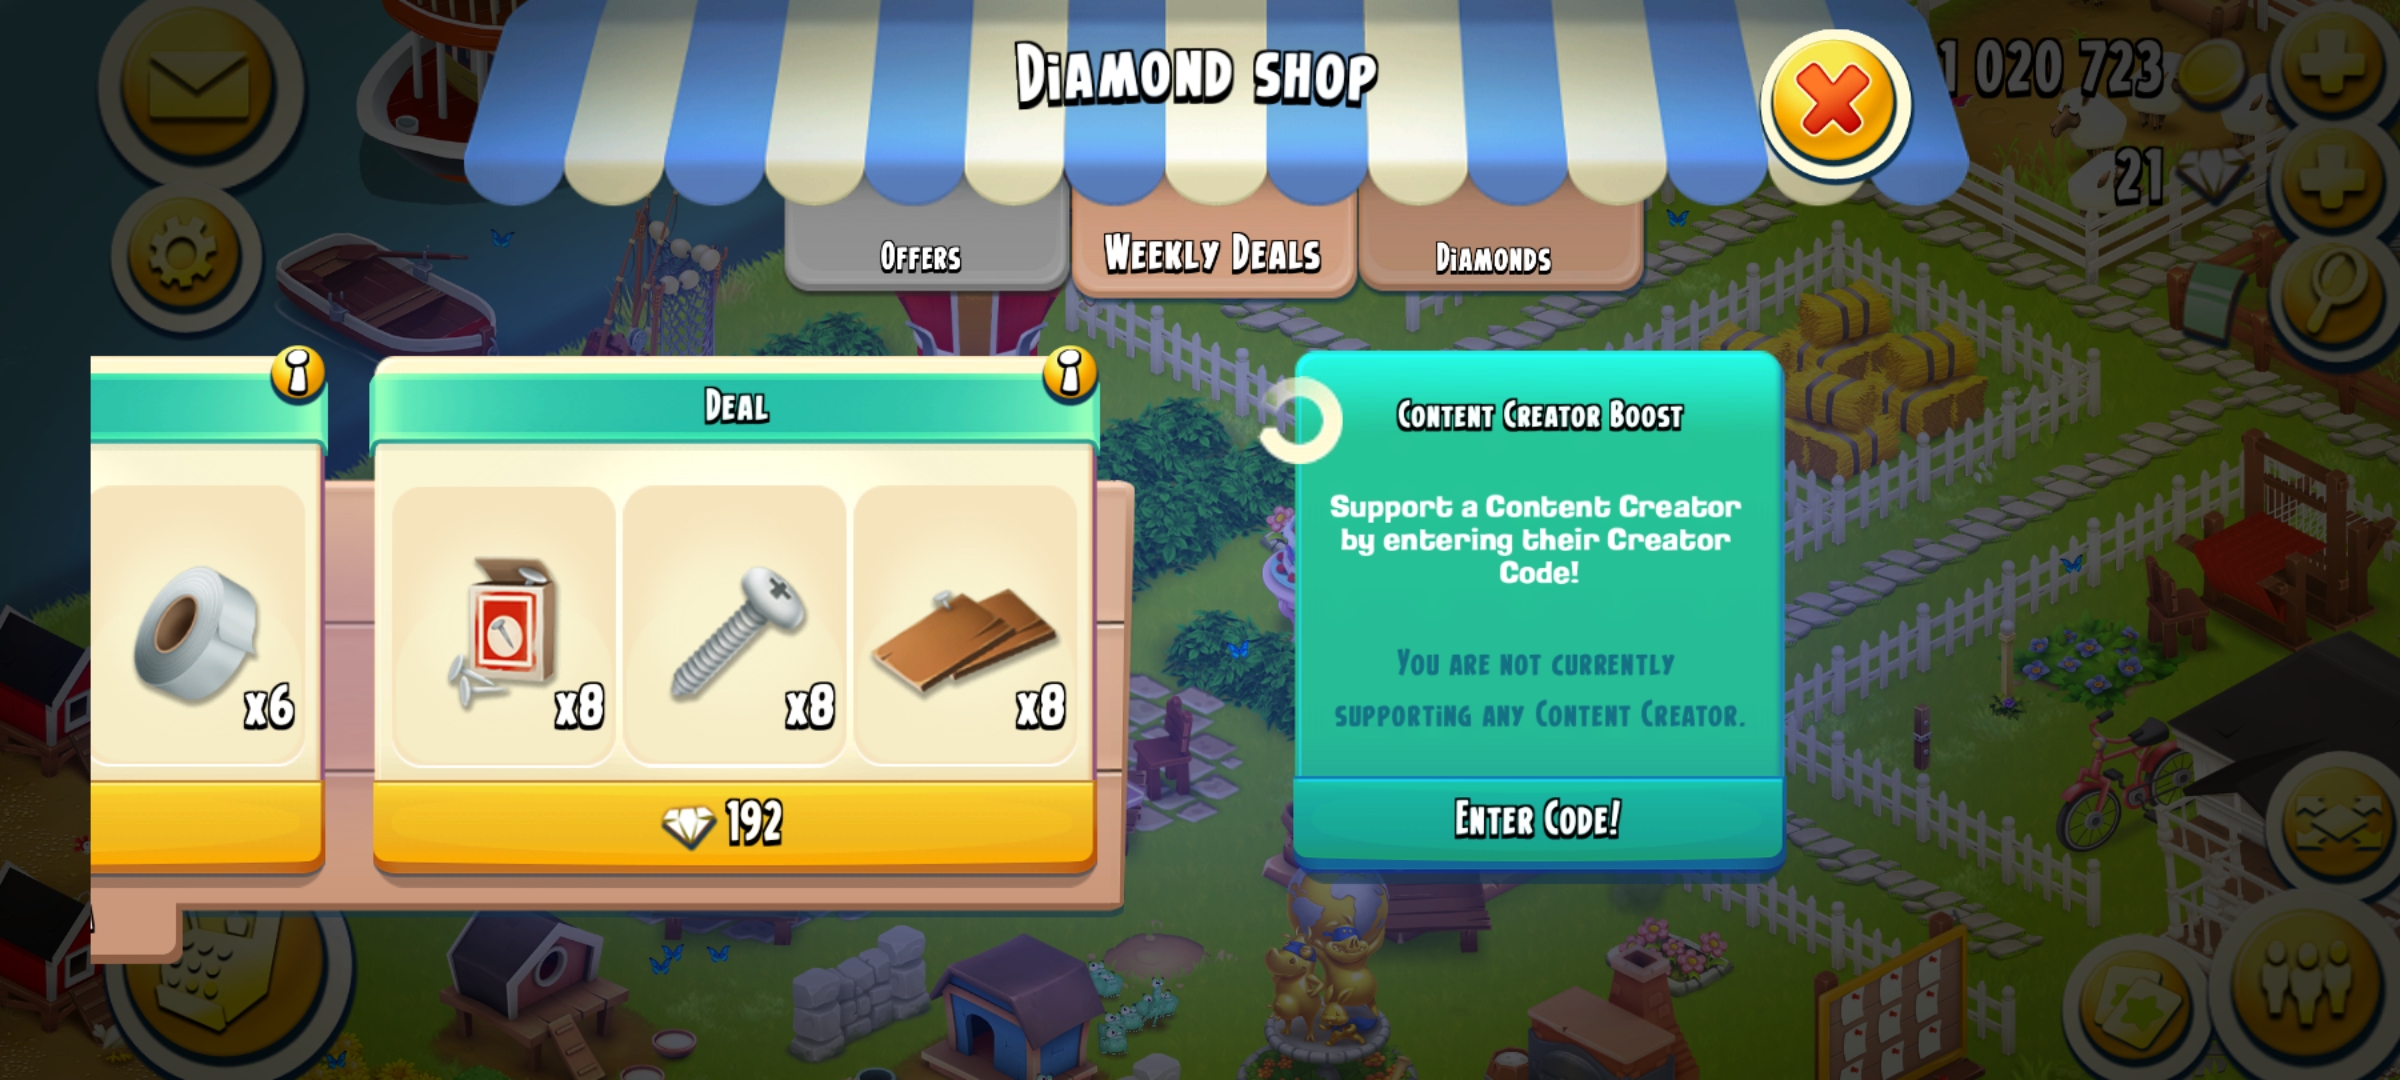 Diamond shop
1 020 723
21
Offers
Weekly Deals
Diamonds
Deal
x6
x8
x8
x8
192
Content Creator Boost
Support a Content Creator
by entering their Creator
Code!
You are not currently
supporting any Content Creator.
Enter Code!